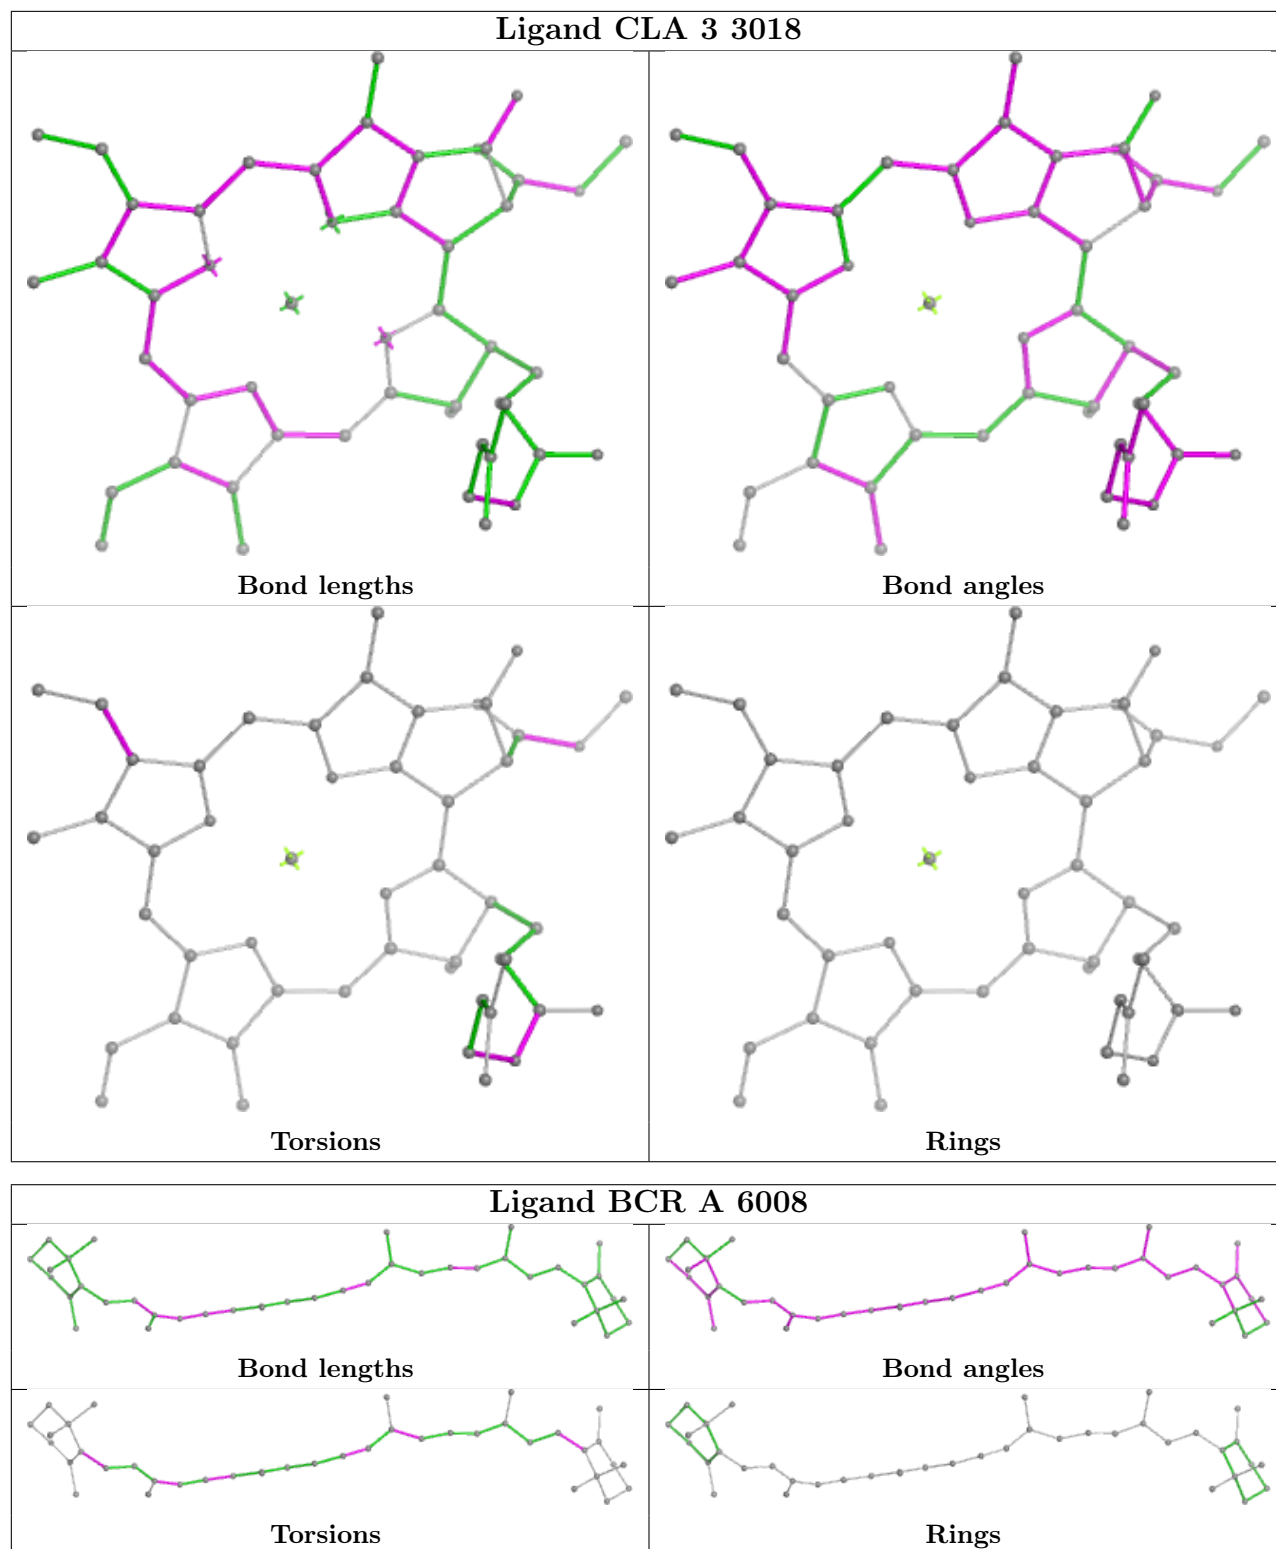 Ligand CLA 3 3018
Bond lengths
Bond angles
Torsions
Rings
Ligand BCR A 6008
Bond lengths
Bond angles
Torsions
Rings